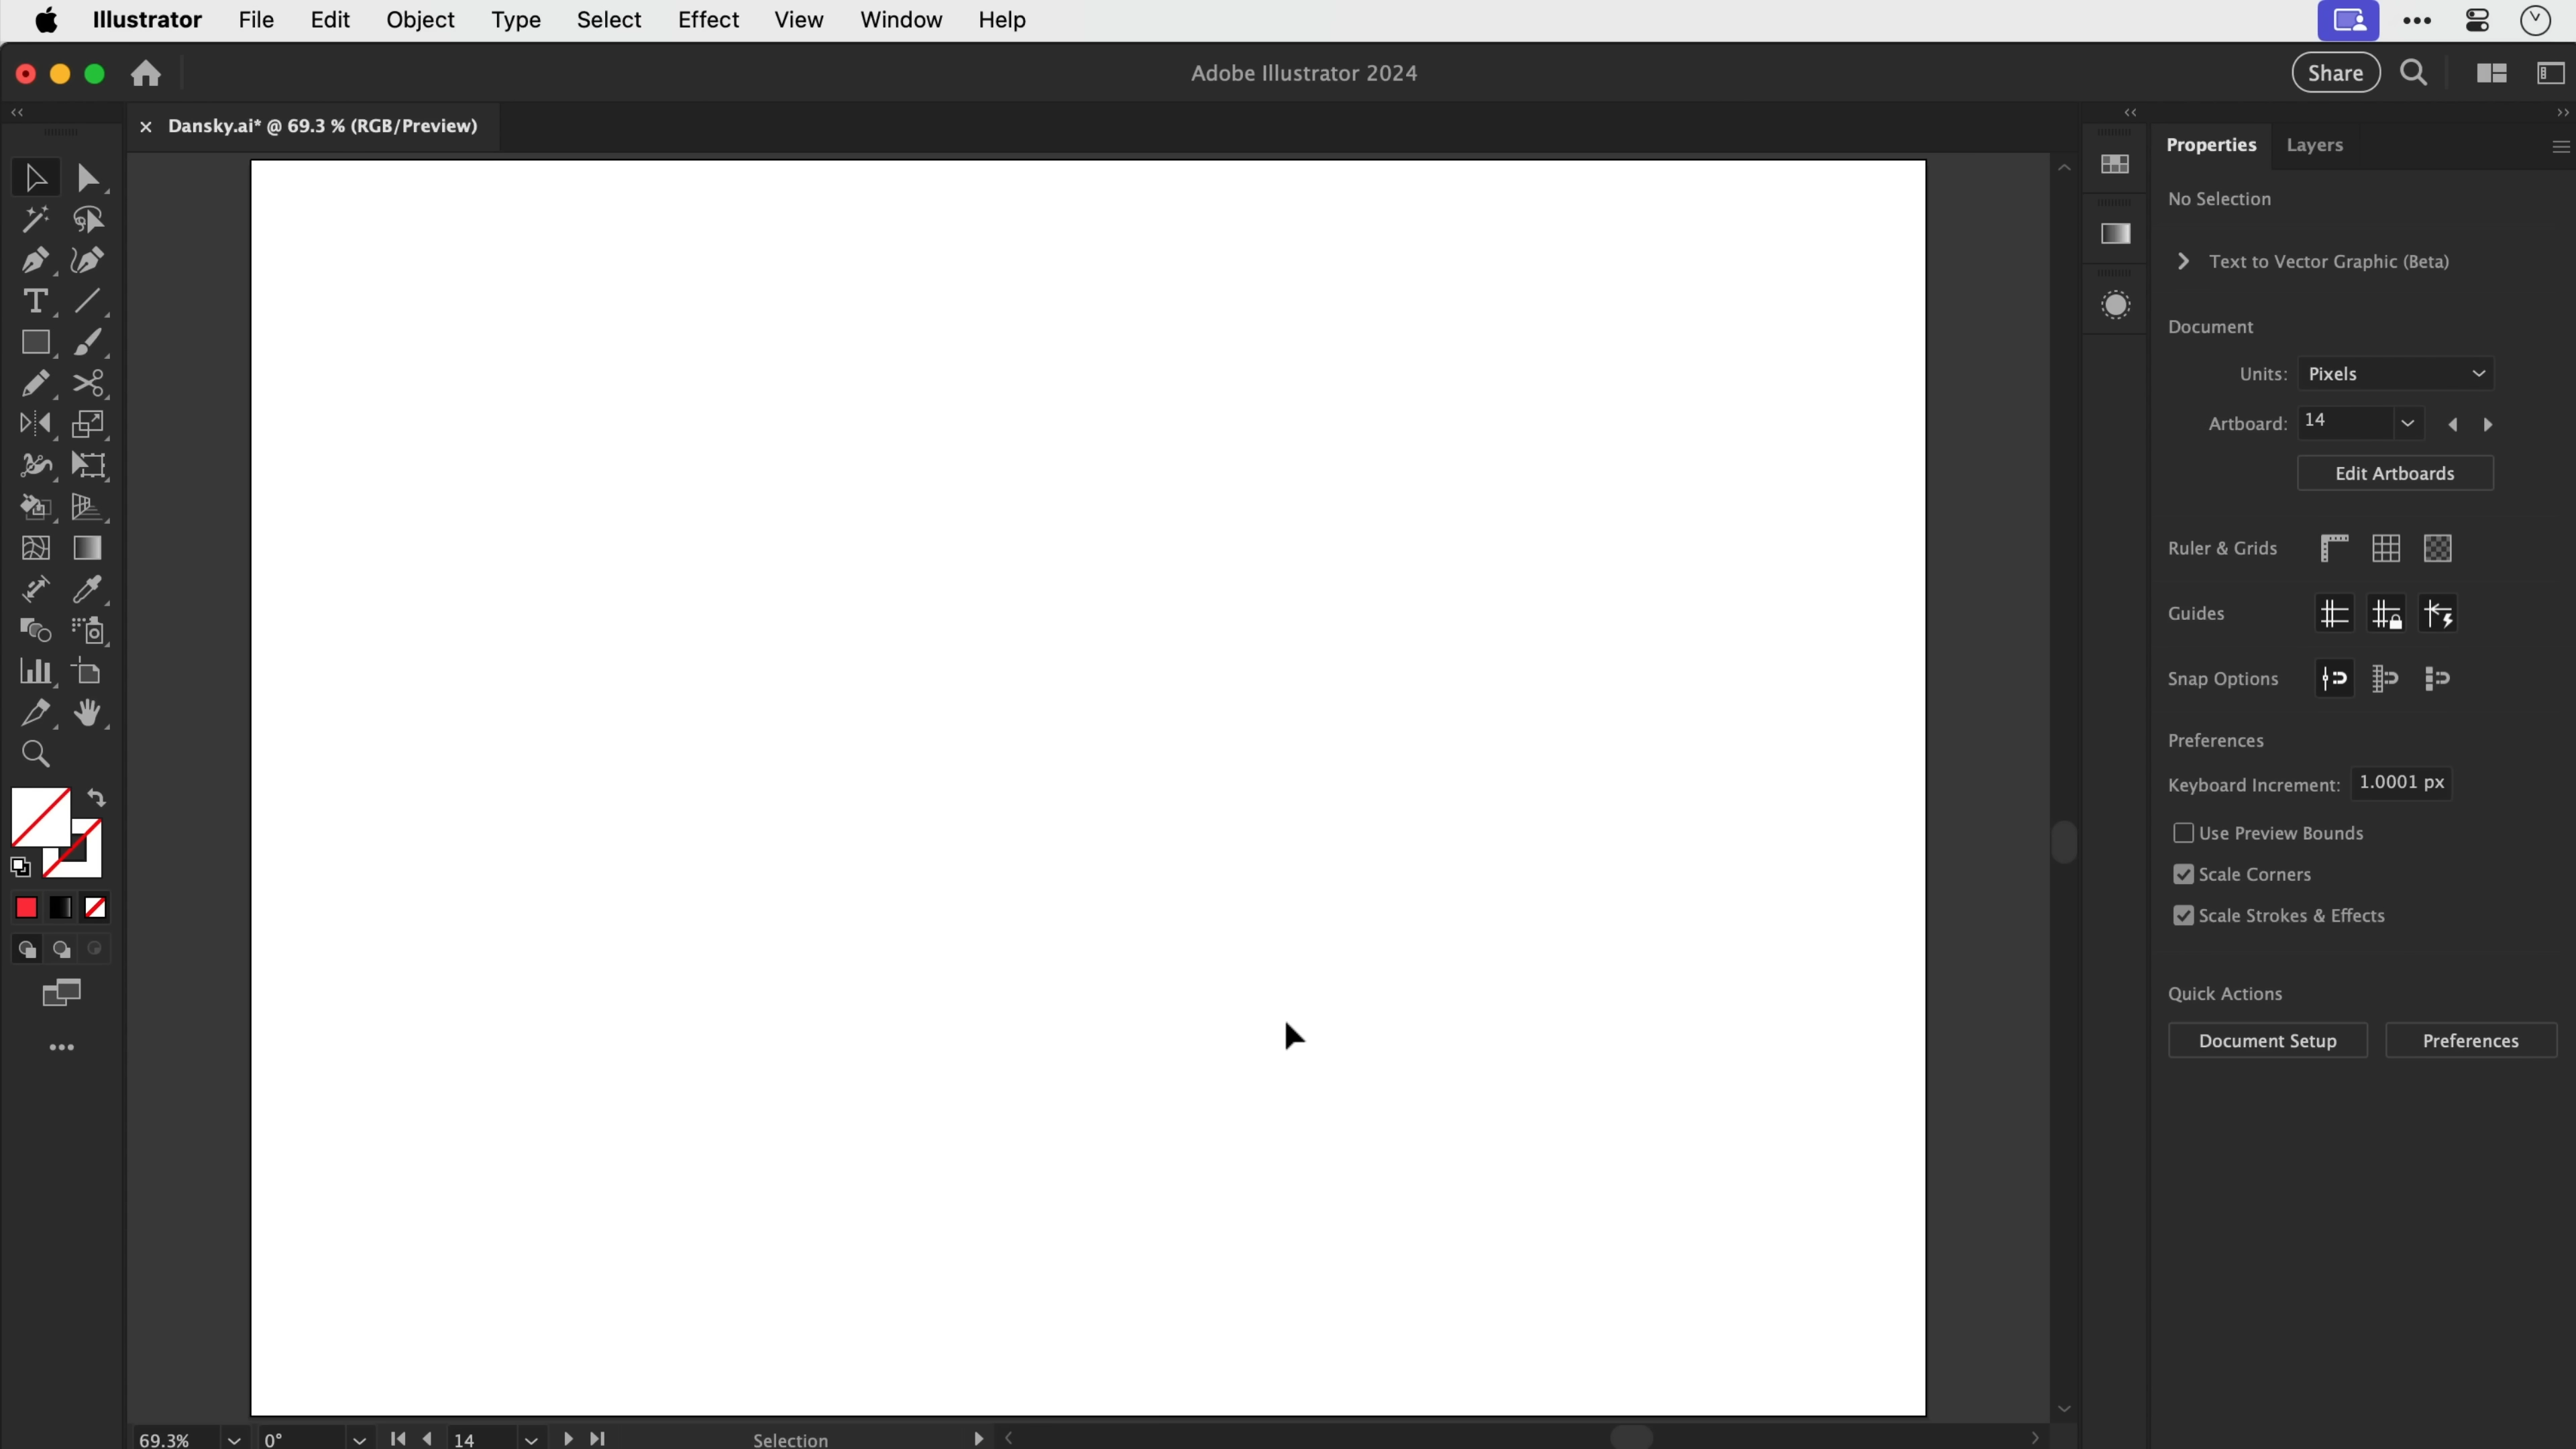 Illustrator File Edit Object Type Select Effect View Window Help
Adobe Illustrator 2024
Share
Dansky.ai* @ 69.3 % (RGB/Preview)
Properties Layers
No Selection
Text to Vector Graphic (Beta)
Document
Units: Pixels
Artboard: 14
Edit Artboards
Ruler & Grids
Guides
Snap Options
Preferences
Keyboard Increment: 1.0001 px
Use Preview Bounds
Scale Corners
Scale Strokes & Effects
Quick Actions
Document Setup Preferences
69.3% 0° 14 Selection